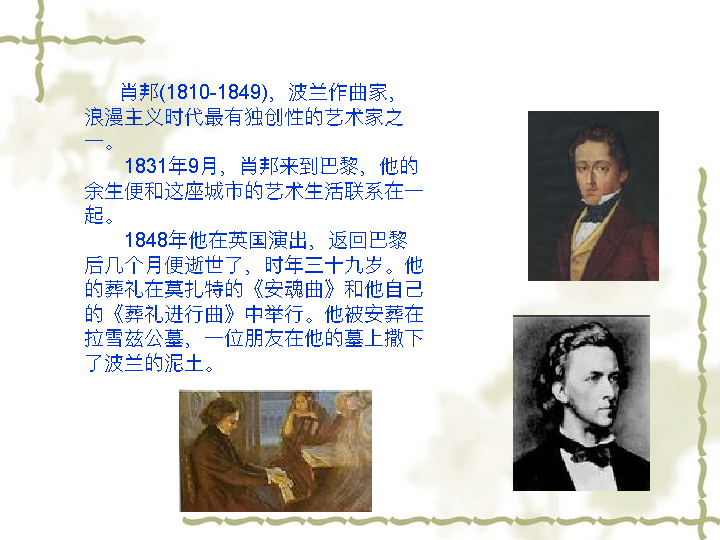 肖邦(1810-1849)，波兰作曲家，
浪漫主义时代最有独创性的艺术家之
一。
1831年9月，肖邦来到巴黎，他的
余生便和这座城市的艺术生活联系在一
起。
1848年他在英国演出，返回巴黎
后几个月便逝世了，时年三十九岁。他
的葬礼在莫扎特的《安魂曲》和他自己
的《葬礼进行曲》中举行。他被安葬在
拉雪兹公墓，一位朋友在他的墓上撒下
了波兰的泥土。